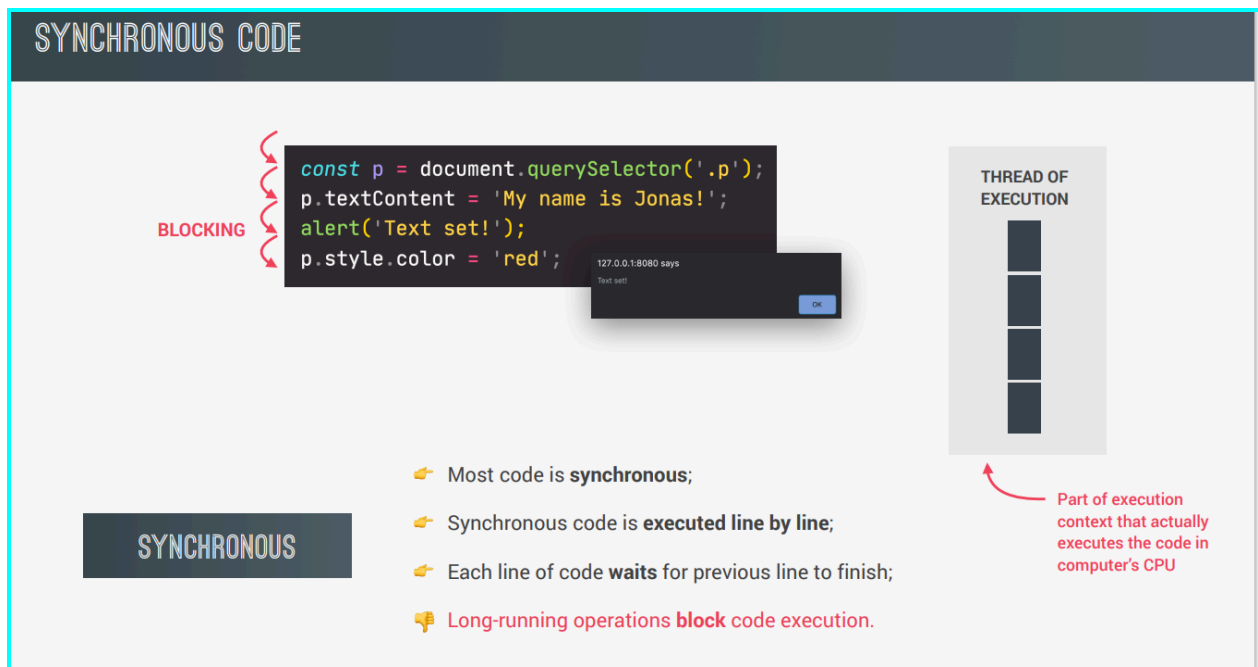 SYNCHRONOUS CODE
const p = document.querySelector('.p');
p.textContent = 'My name is Jonas!';
alert('Text set!');
p.style.color = 'red';
BLOCKING
127.0.0.1:8080 says
Text set!
OK
THREAD OF
EXECUTION
Part of execution
context that actually
executes the code in
computer's CPU
SYNCHRONOUS
👉 Most code is synchronous;
👉 Synchronous code is executed line by line;
👉 Each line of code waits for previous line to finish;
👎 Long-running operations block code execution.